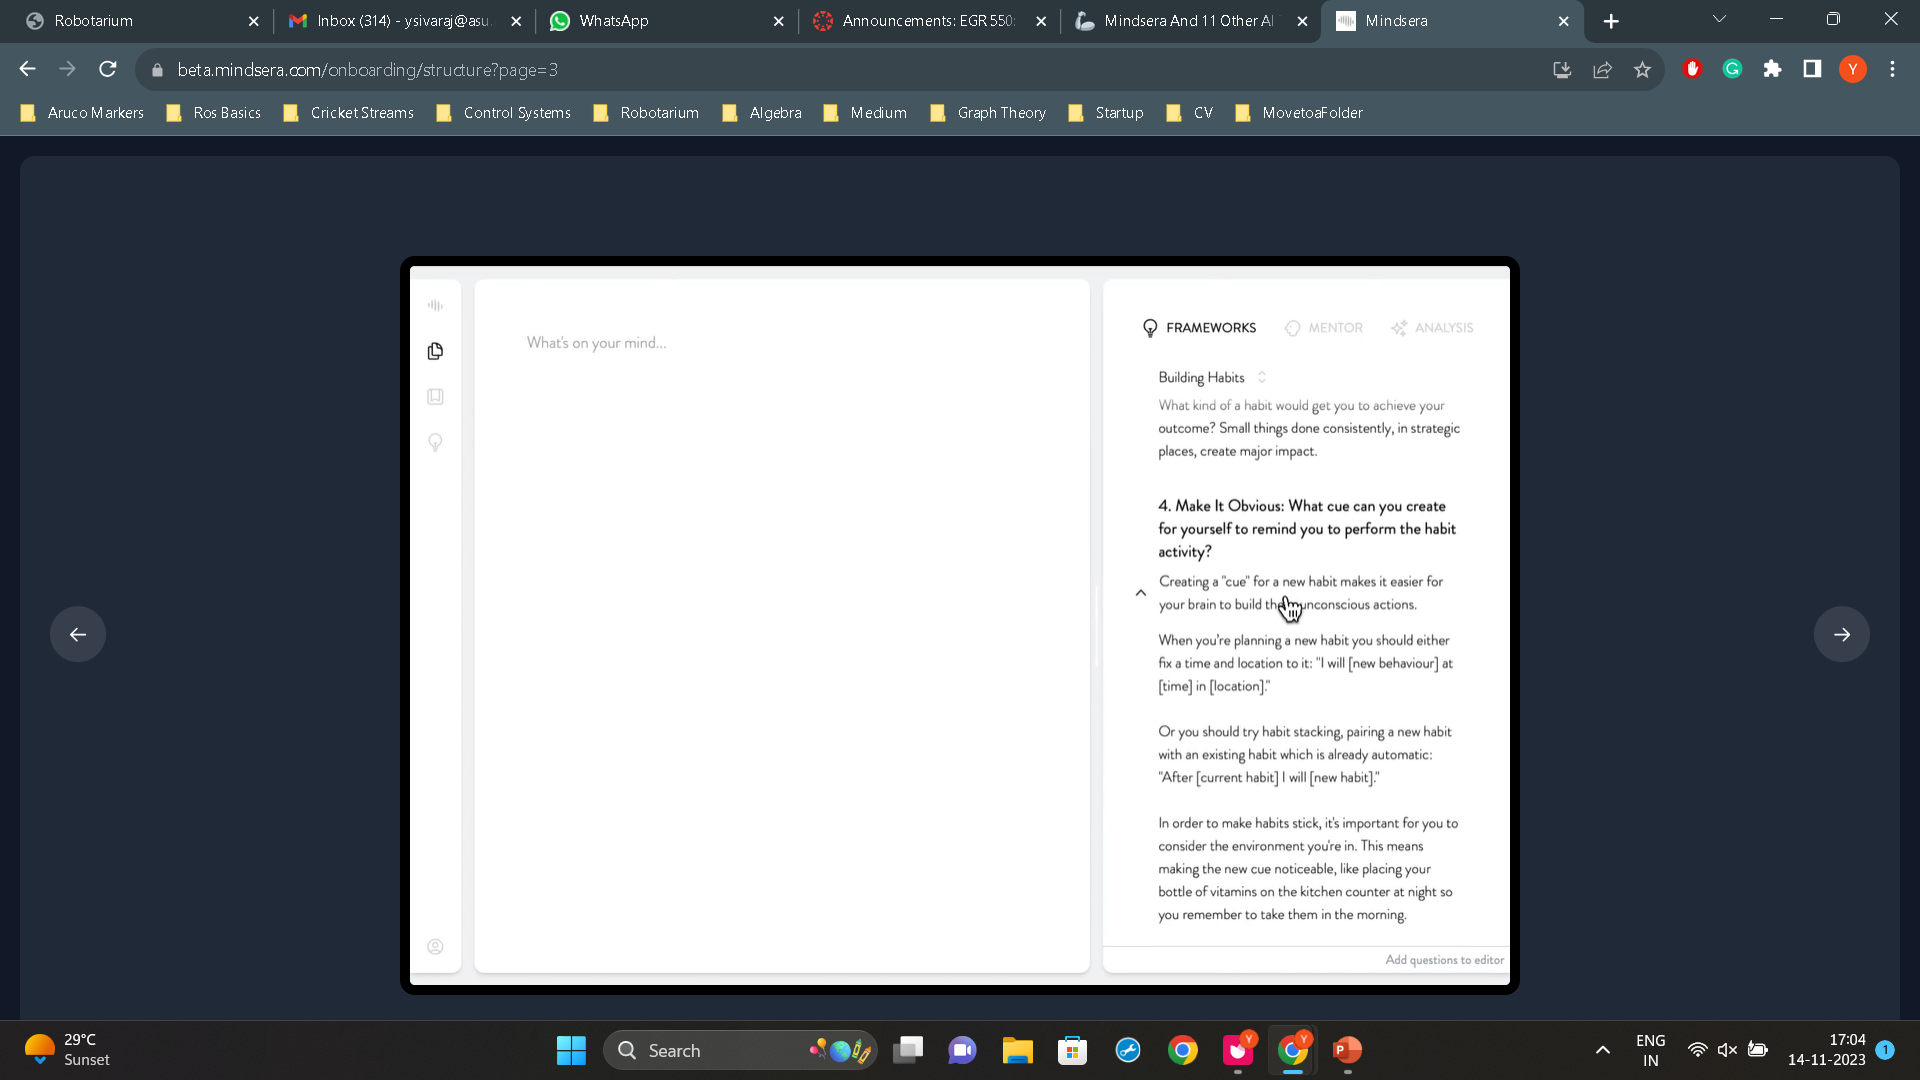 Robotarium
Inbox (314) - ysivaraj@asu.
WhatsApp
Announcements: EGR 550:
Mindsera And 11 Other AI
Mindsera
beta.mindsera.com/onboarding/structure?page=3
Y
Aruco Markers
Ros Basics
Cricket Streams
Control Systems
Robotarium
Algebra
Medium
Graph Theory
Startup
CV
MovetoaFolder
FRAMEWORKS
MENTOR
ANALYSIS
What's on your mind...
Building Habits
What kind of a habit would get you to achieve your
outcome? Small things done consistently, in strategic
places, create major impact.
4. Make It Obvious: What cue can you create
for yourself to remind you to perform the habit
activity?
Creating a "cue" for a new habit makes it easier for
your brain to build unconscious actions.
When you're planning a new habit you should either
fix a time and location to it: "I will [new behaviour] at
[time] in [location]."
Or you should try habit stacking, pairing a new habit
with an existing habit which is already automatic:
"After [current habit] I will [new habit]."
In order to make habits stick, it's important for you to
consider the environment you're in. This means
making the new cue noticeable, like placing your
bottle of vitamins on the kitchen counter at night so
you remember to take them in the morning.
Add questions to editor
29°C
Sunset
Search
ENG
IN
17:04
14-11-2023
1